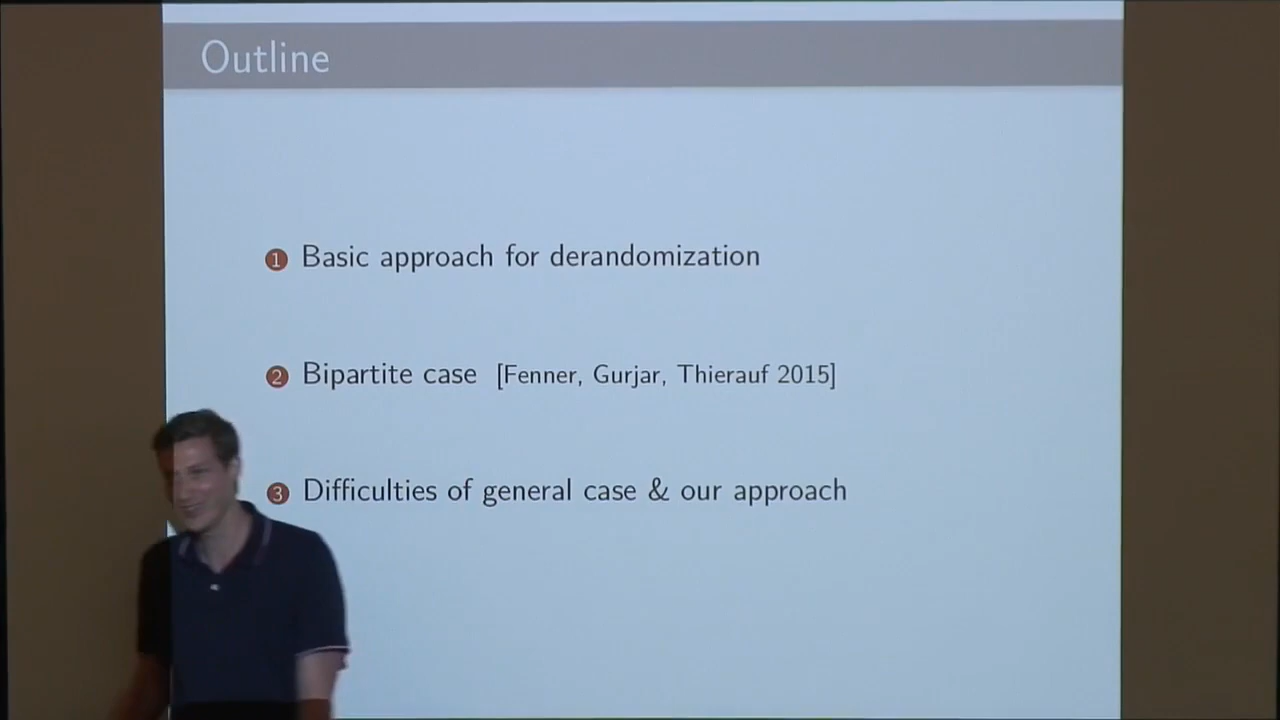 Outline
1 Basic approach for derandomization
2 Bipartite case [Fenner, Gurjar, Thierauf 2015]
3 Difficulties of general case & our approach